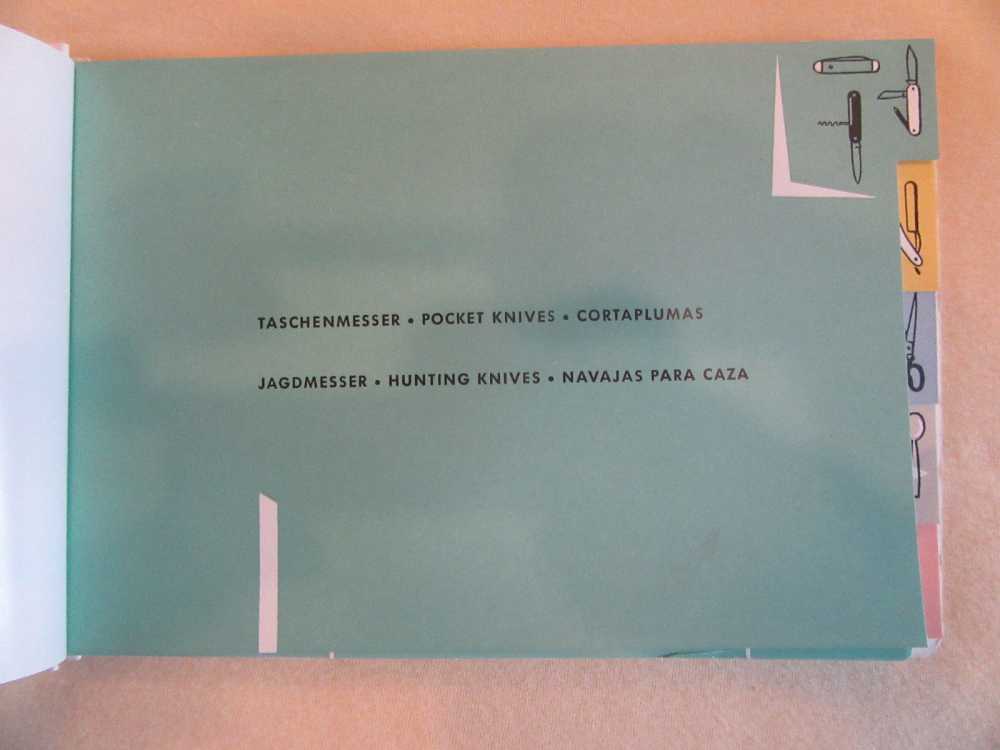 TASCHENMESSER • POCKET KNIVES • CORTAPLUMAS
JAGDMESSER • HUNTING KNIVES • NAVAJAS PARA CAZA